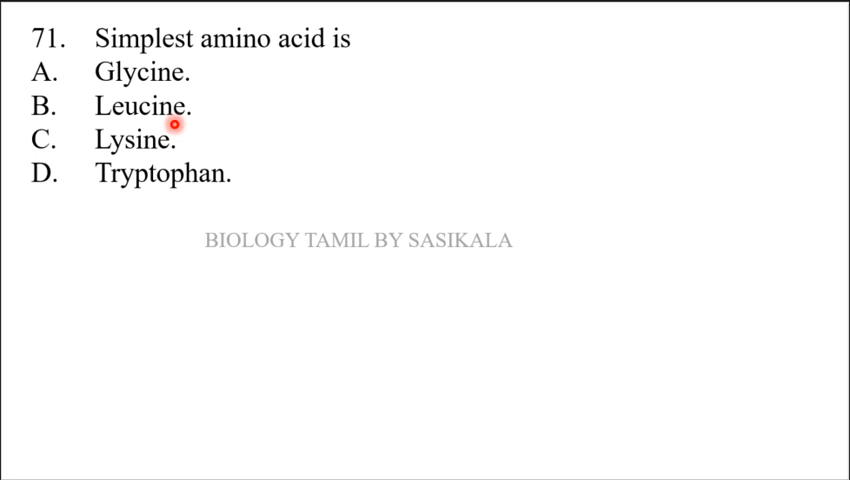 71. Simplest amino acid is
A. Glycine.
B. Leucine.
C. Lysine.
D. Tryptophan.
BIOLOGY TAMIL BY SASIKALA